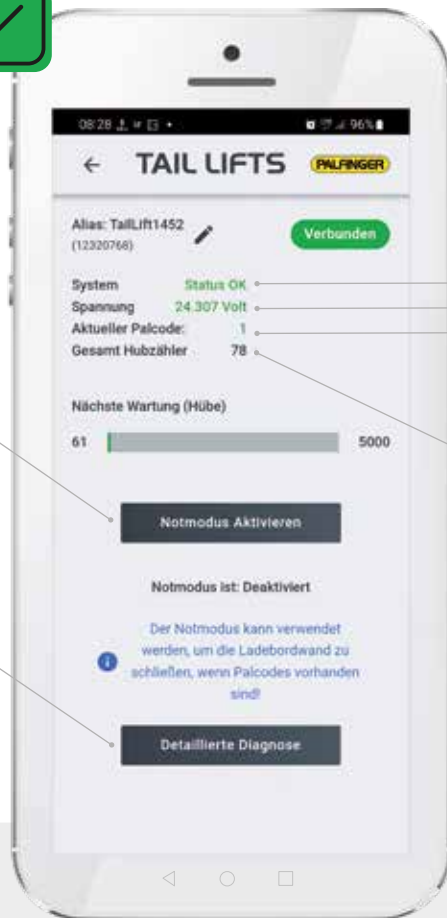 08:28
96%
← TAIL LIFTS PALFINGER
Alias: TailLift1452
(12320768)
Verbunden
System Status OK
Spannung 24.307 Volt
Aktueller Palcode: 1
Gesamt Hubzähler 78
Nächste Wartung (Hübe)
61 5000
Notmodus Aktivieren
Notmodus ist: Deaktiviert
Der Notmodus kann verwendet
werden, um die Ladebordwand zu
schließen, wenn Palcodes vorhanden
sind!
Detaillierte Diagnose